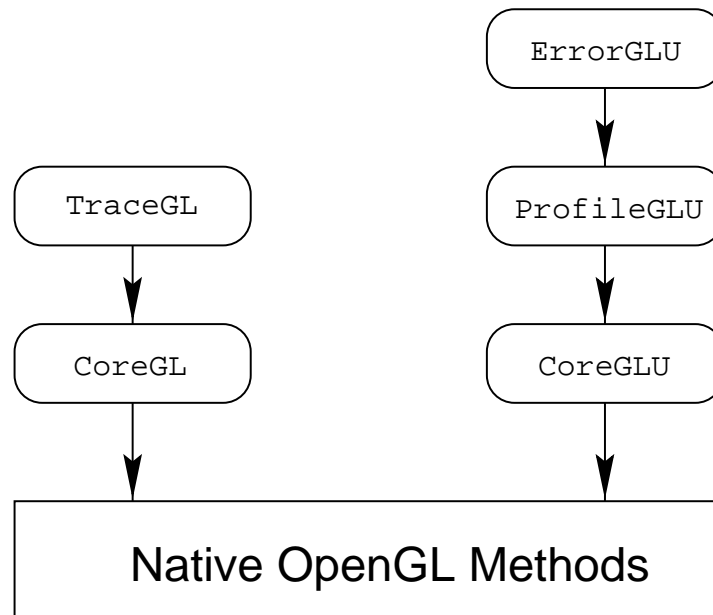 ErrorGLU
TraceGL
ProfileGLU
CoreGL
CoreGLU
Native OpenGL Methods